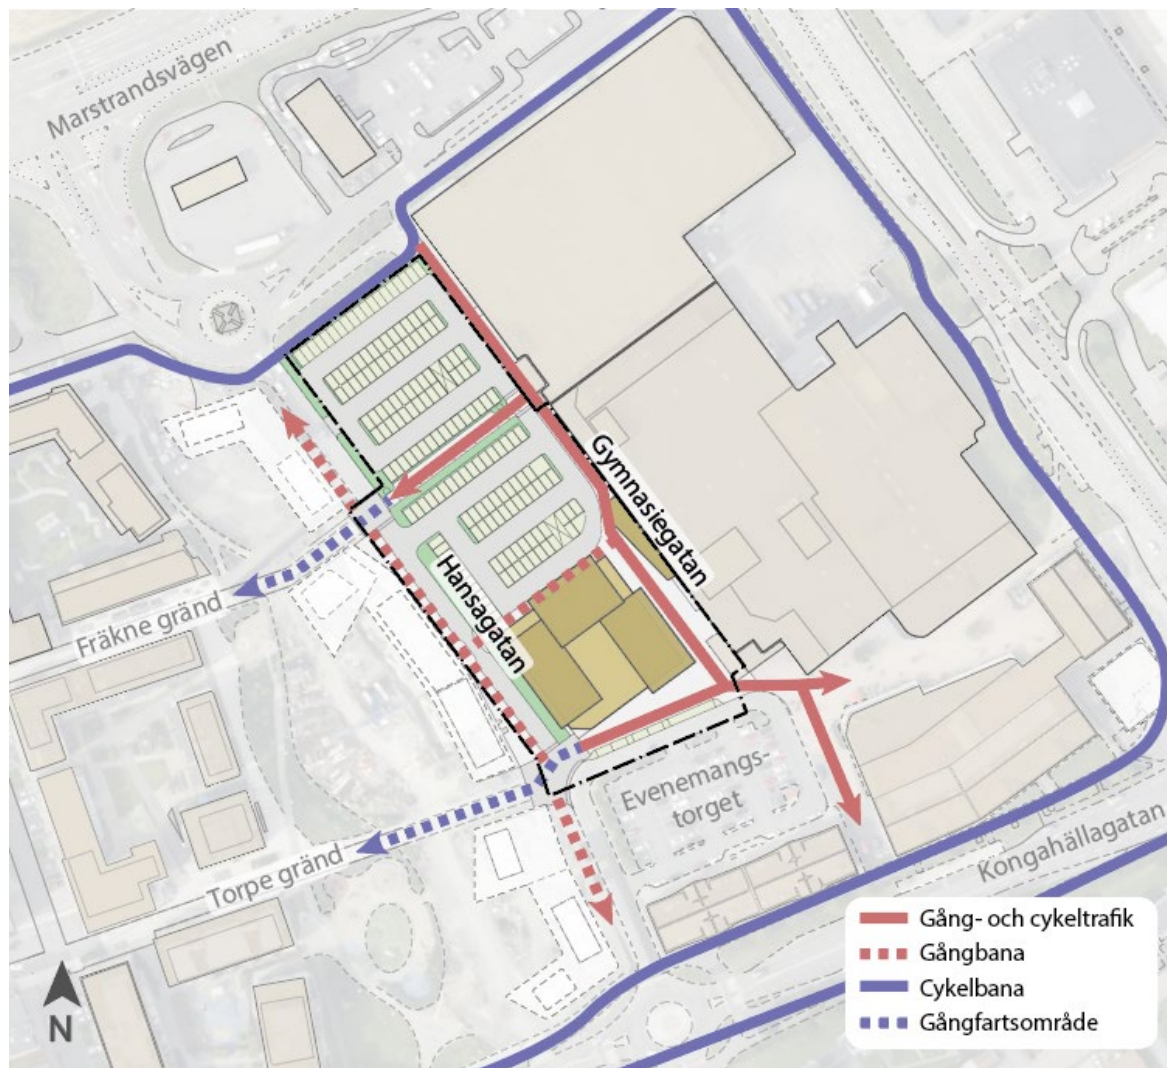 Marstrandsvägen
Gymnasiegatan
Hansagatan
Fräkne gränd
Evenemangs-
torget
Torpe gränd
Kongahällagatan
Gång- och cykeltrafik
Gångbana
Cykelbana
Gångfartsområde
N